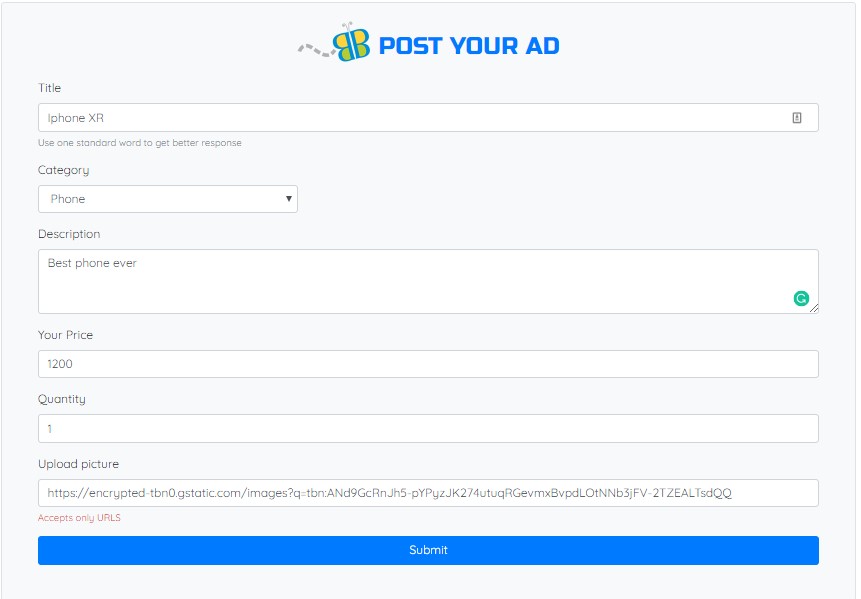 POST YOUR AD
Title
Iphone XR
Use one standard word to get better response
Category
Phone
Description
Best phone ever
Your Price
1200
Quantity
1
Upload picture
https://encrypted-tbn0.gstatic.com/images?q=tbn:ANd9GcRnJh5-pYPyzJK274utuqRGevmxBvpdLOtNNb3jFV-2TZEALTsdQQ
Accepts only URLS
Submit